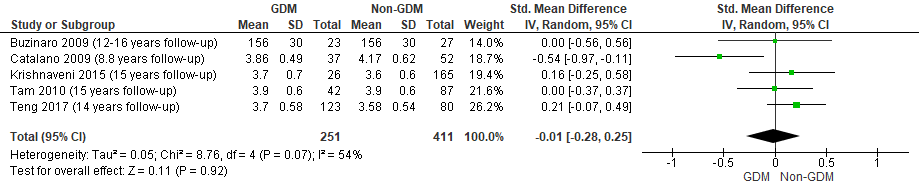 GDM Non-GDM Std. Mean Difference Std. Mean Difference
Study or Subgroup Mean SD Total Mean SD Total Weight IV, Random, 95% CI IV, Random, 95% CI
Buzinaro 2009 (12-16 years follow-up) 156 30 23 156 30 27 14.0% 0.00 [-0.56, 0.56]
Catalano 2009 (8.8 years follow-up) 3.86 0.49 37 4.17 0.62 52 18.7% -0.54 [-0.97, -0.11]
Krishnaveni 2015 (15 years follow-up) 3.7 0.7 26 3.6 0.6 165 19.1% 0.16 [-0.25, 0.58]
Tam 2010 (15 years follow-up) 3.9 0.6 42 3.9 0.6 87 21.9% 0.00 [-0.37, 0.37]
Teng 2017 (14 years follow-up) 3.7 0.58 123 3.58 0.54 80 26.2% 0.21 [-0.07, 0.49]
Total (95% CI) 251 411 100.0% -0.01 [-0.28, 0.25]
Heterogeneity: Tau² = 0.05; Chi² = 8.76, df = 4 (P = 0.07); I² = 54%
Test for overall effect: Z = 0.11 (P = 0.92)
-1 -0.5 0 0.5 1
GDM Non-GDM